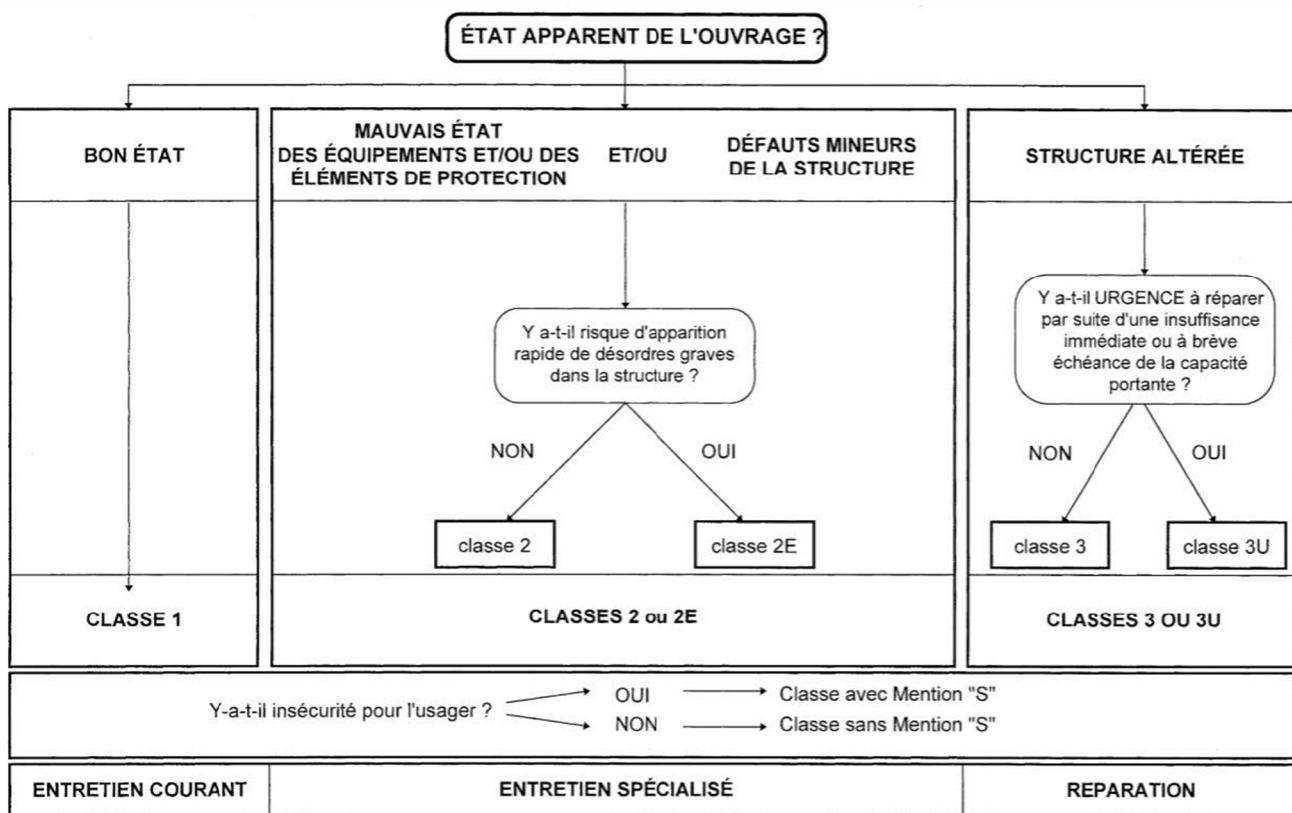 ÉTAT APPARENT DE L'OUVRAGE ?
BON ÉTAT
MAUVAIS ÉTAT
DES ÉQUIPEMENTS ET/OU DES
ÉLÉMENTS DE PROTECTION
ET/OU
DÉFAUTS MINEURS
DE LA STRUCTURE
STRUCTURE ALTÉRÉE
Y a-t-il risque d'apparition
rapide de désordres graves
dans la structure ?
Y a-t-il URGENCE à réparer
par suite d'une insuffisance
immédiate ou à brève
échéance de la capacité
portante ?
NON
OUI
NON
OUI
classe 2
classe 2E
classe 3
classe 3U
CLASSE 1
CLASSES 2 ou 2E
CLASSES 3 OU 3U
Y-a-t-il insécurité pour l'usager ?
OUI
Classe avec Mention "S"
NON
Classe sans Mention "S"
ENTRETIEN COURANT
ENTRETIEN SPÉCIALISÉ
REPARATION